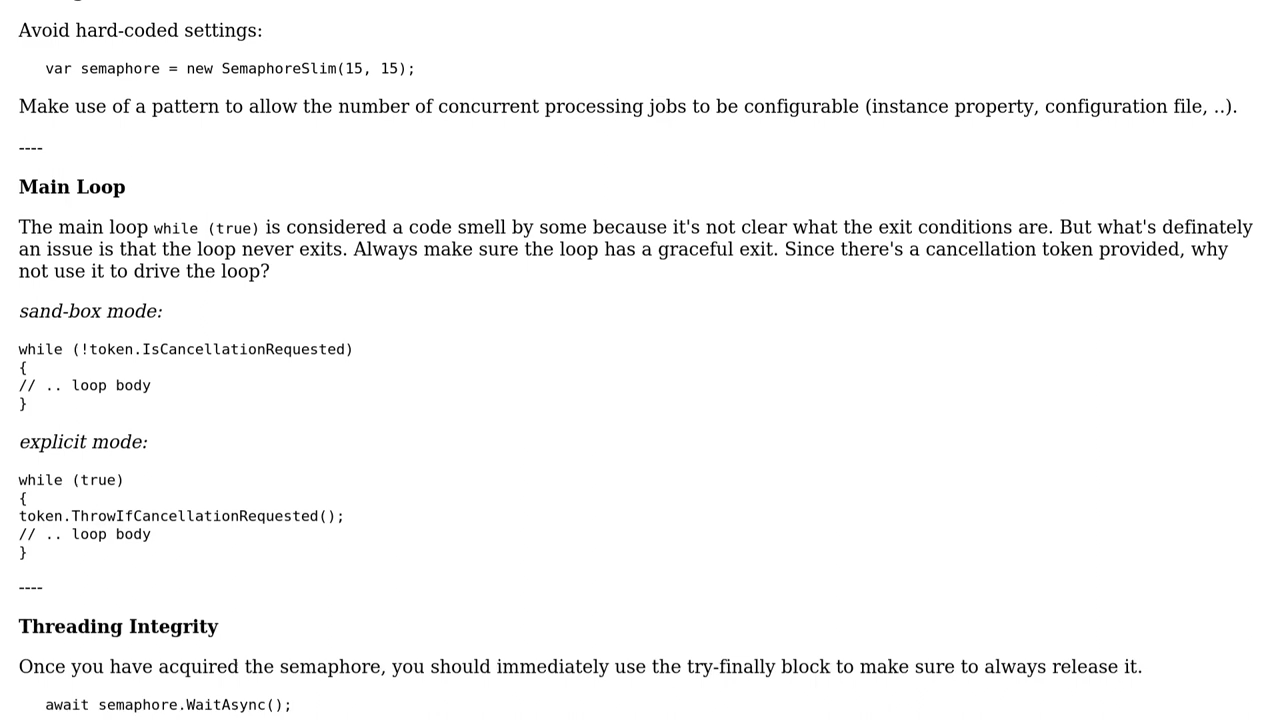 Avoid hard-coded settings:
var semaphore = new SemaphoreSlim(15, 15);
Make use of a pattern to allow the number of concurrent processing jobs to be configurable (instance property, configuration file, ..).
----
Main Loop
The main loop while (true) is considered a code smell by some because it's not clear what the exit conditions are. But what's definately
an issue is that the loop never exits. Always make sure the loop has a graceful exit. Since there's a cancellation token provided, why
not use it to drive the loop?
sand-box mode:
while (!token.IsCancellationRequested)
{
// .. loop body
}
explicit mode:
while (true)
{
token.ThrowIfCancellationRequested();
// .. loop body
}
----
Threading Integrity
Once you have acquired the semaphore, you should immediately use the try-finally block to make sure to always release it.
await semaphore.WaitAsync();